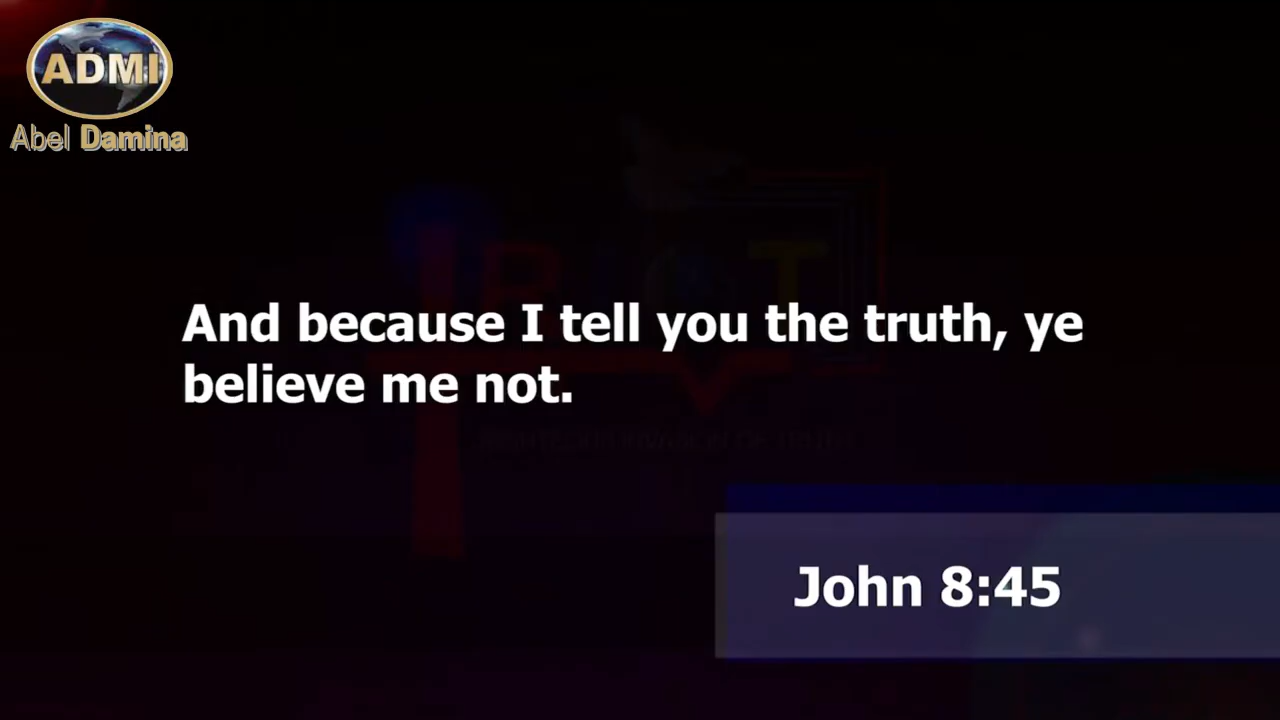 ADMI
Abel Damina
And because I tell you the truth, ye
believe me not.
John 8:45